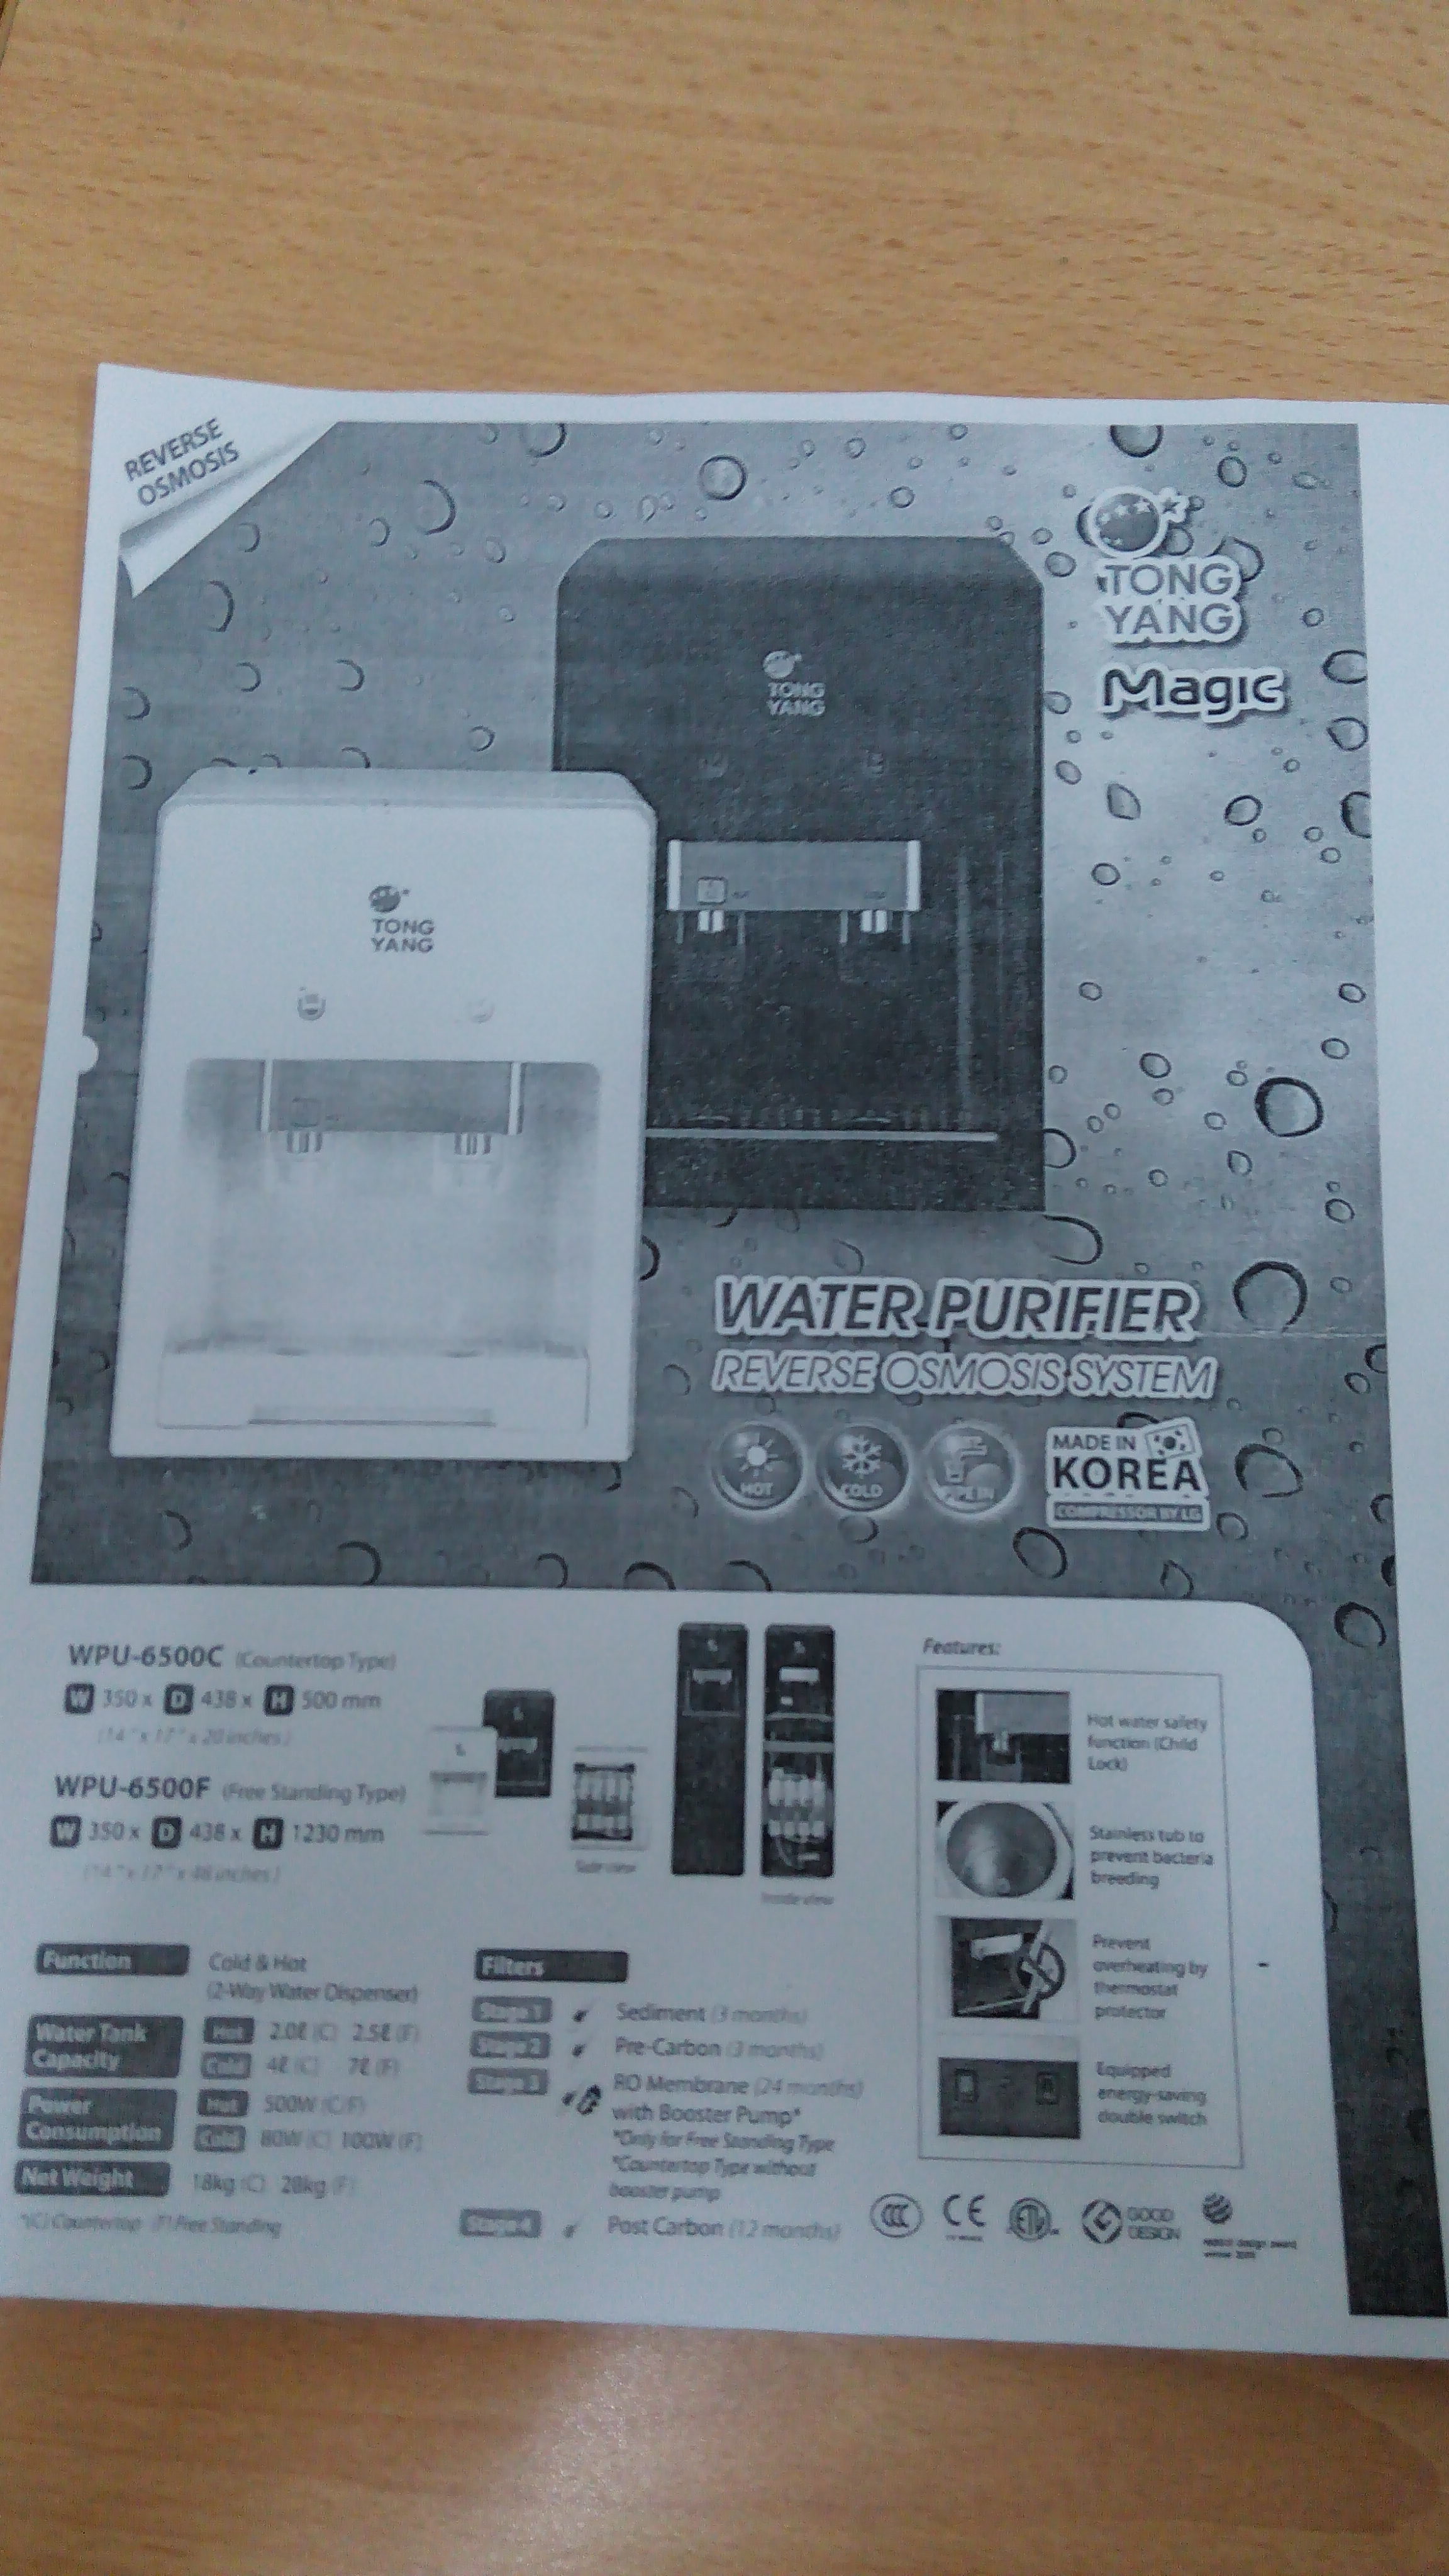 REVERSE
OSMOSIS
TONG
YANG
Magic
TONG
YANG
TONG
YANG
WATER PURIFIER
REVERSE OSMOSIS SYSTEM
HOT
COLD
PIPE IN
MADE IN
KOREA
COMPRESSOR BY LG
WPU-6500C (Countertop Type)
W 350 x D 438 x H 500 mm
(14" x 17" x 20 inches)
WPU-6500F (Free Standing Type)
W 350 x D 438 x H 1230 mm
(14" x 17" x 48 inches)
Side view
Inside view
Function
Cold & Hot
(2-Way Water Dispenser)
Water Tank
Capacity
Hot 2.0ℓ (C) 2.5ℓ (F)
Cold 4ℓ (C) 7ℓ (F)
Power
Consumption
Hot 500W (C/F)
Cold 80W (C) 100W (F)
Net Weight
18kg (C) 28kg (F)
*(C) Countertop (F) Free Standing
Filters
Stage 1 Sediment (3 months)
Stage 2 Pre-Carbon (3 months)
Stage 3 RO Membrane (24 months)
with Booster Pump*
*Only for Free Standing Type
*Countertop Type without
booster pump
Stage 4 Post Carbon (12 months)
Features:
Hot water safety
function (Child
Lock)
Stainless tub to
prevent bacteria
breeding
Prevent
overheating by
thermostat
protector
Equipped
energy-saving
double switch
CE
ETL
GOOD
DESIGN
reddot design award